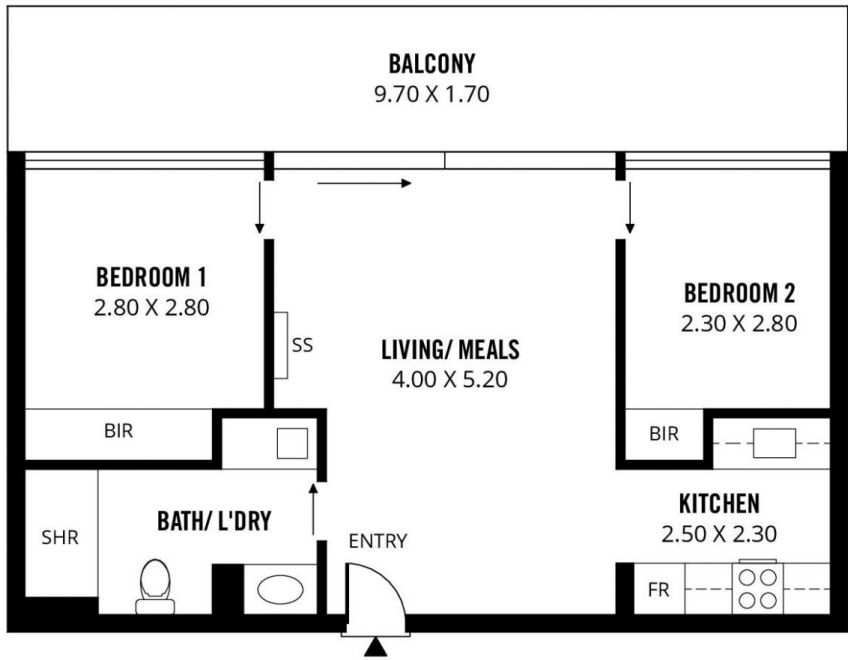 BALCONY
9.70 X 1.70
BEDROOM 1
2.80 X 2.80
BEDROOM 2
2.30 X 2.80
SS
LIVING/ MEALS
4.00 X 5.20
BIR
BIR
KITCHEN
2.50 X 2.30
BATH/ L'DRY
SHR
ENTRY
FR